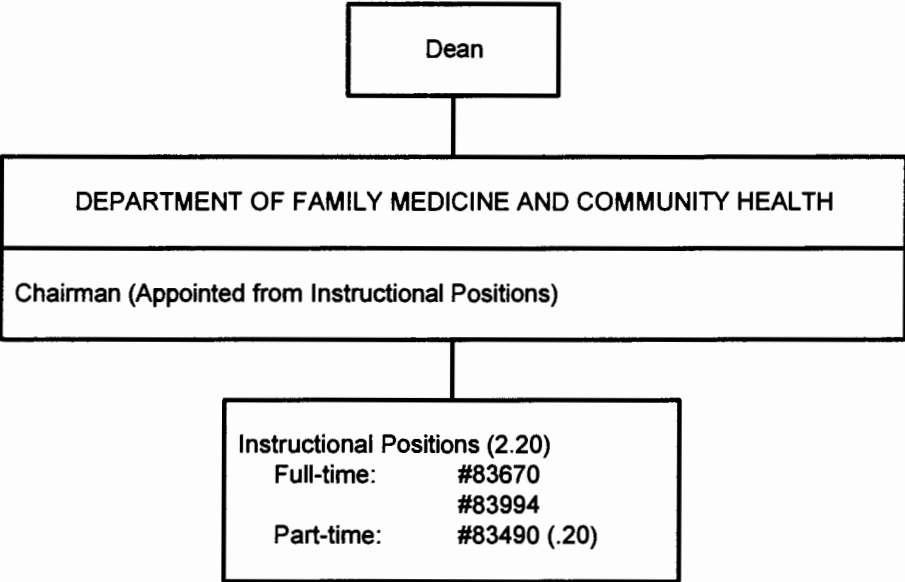 Dean
DEPARTMENT OF FAMILY MEDICINE AND COMMUNITY HEALTH
Chairman (Appointed from Instructional Positions)
Instructional Positions (2.20)
Full-time: #83670
#83994
Part-time: #83490 (.20)